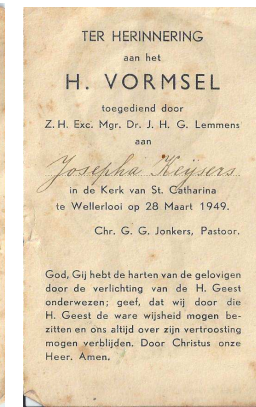 TER HERINNERING
aan het
H. VORMSEL
toegediend door
Z. H. Exc. Mgr. Dr. J. H. G. Lemmens
aan
Josepha Keysers
in de Kerk van St. Catharina
te Wellerlooi op 28 Maart 1949.
Chr. G. G. Jonkers, Pastoor.
God, Gij hebt de harten van de gelovigen
door de verlichting van de H. Geest
onderwezen; geef, dat wij door die
H. Geest de ware wijsheid mogen be-
zitten en ons altijd over zijn vertroosting
mogen verblijden. Door Christus onze
Heer. Amen.